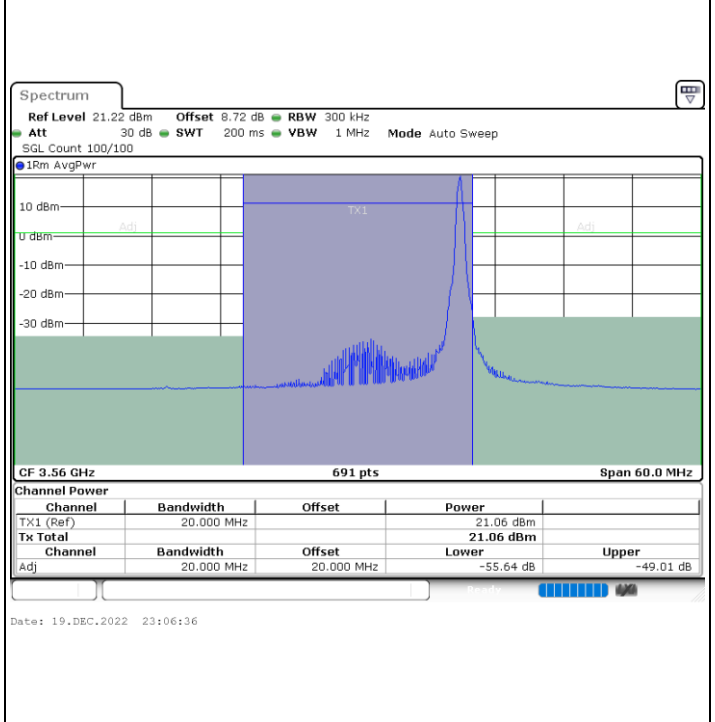 Spectrum
Ref Level 21.22 dBm Offset 8.72 dB RBW 300 kHz
Att 30 dB SWT 200 ms VBW 1 MHz Mode Auto Sweep
SGL Count 100/100
1Rm AvgPwr
10 dBm
TX1
Adj
Adj
0 dBm
-10 dBm
-20 dBm
-30 dBm
CF 3.56 GHz 691 pts Span 60.0 MHz
Channel Power
Channel Bandwidth Offset Power
TX1 (Ref) 20.000 MHz 21.06 dBm
Tx Total 21.06 dBm
Channel Bandwidth Offset Lower Upper
Adj 20.000 MHz 20.000 MHz -55.64 dB -49.01 dB
Ready
Date: 19.DEC.2022 23:06:36